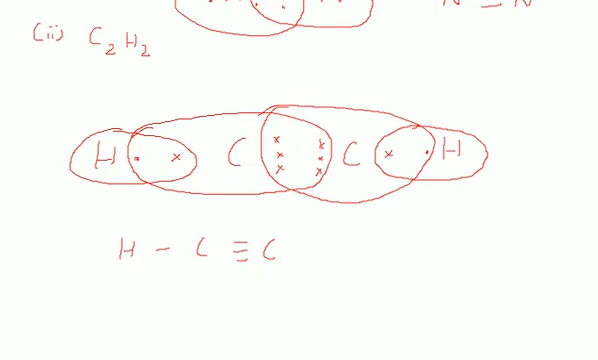 N ≡ N
(ii) C₂H₂
H C C H
H - C ≡ C